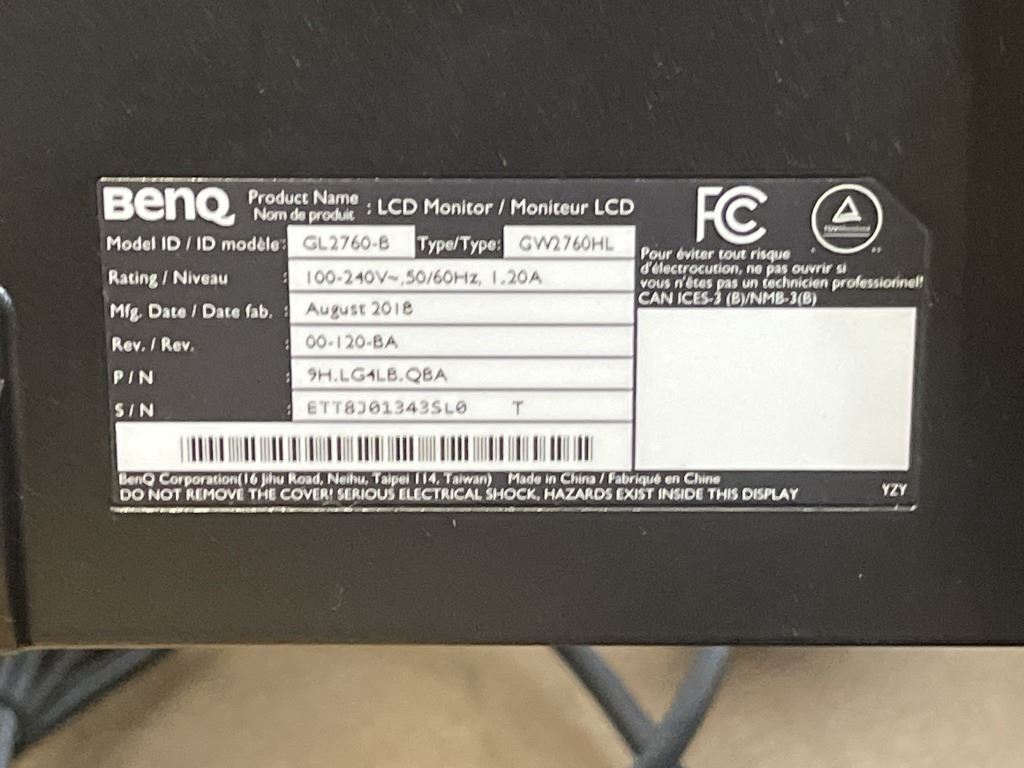 BenQ Product Name : LCD Monitor / Moniteur LCD
Nom de produit
FC
Model ID / ID modèle: GL2760-B Type/Type: GW2760HL
Rating / Niveau : 100-240V~,50/60Hz, 1.20A
Mfg. Date / Date fab. : August 2018
Rev. / Rev. : 00-120-BA
P/N : 9H.LG4LB.QBA
S/N : ETT8J01343SL0 T
Pour éviter tout risque
d'électrocution, ne pas ouvrir si
vous n'êtes pas un technicien professionnel!
CAN ICES-3 (B)/NMB-3(B)
BenQ Corporation(16 Jihu Road, Neihu, Taipei 114, Taiwan) Made in China / Fabriqué en Chine
DO NOT REMOVE THE COVER! SERIOUS ELECTRICAL SHOCK, HAZARDS EXIST INSIDE THIS DISPLAY
YZY